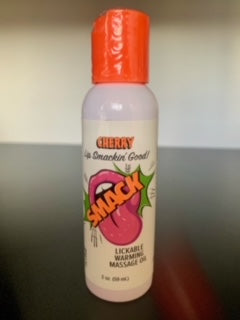 CHERRY
Lip Smackin' Good!
SMACK
LICKABLE
WARMING
MASSAGE OIL
2 oz. (59 mL)